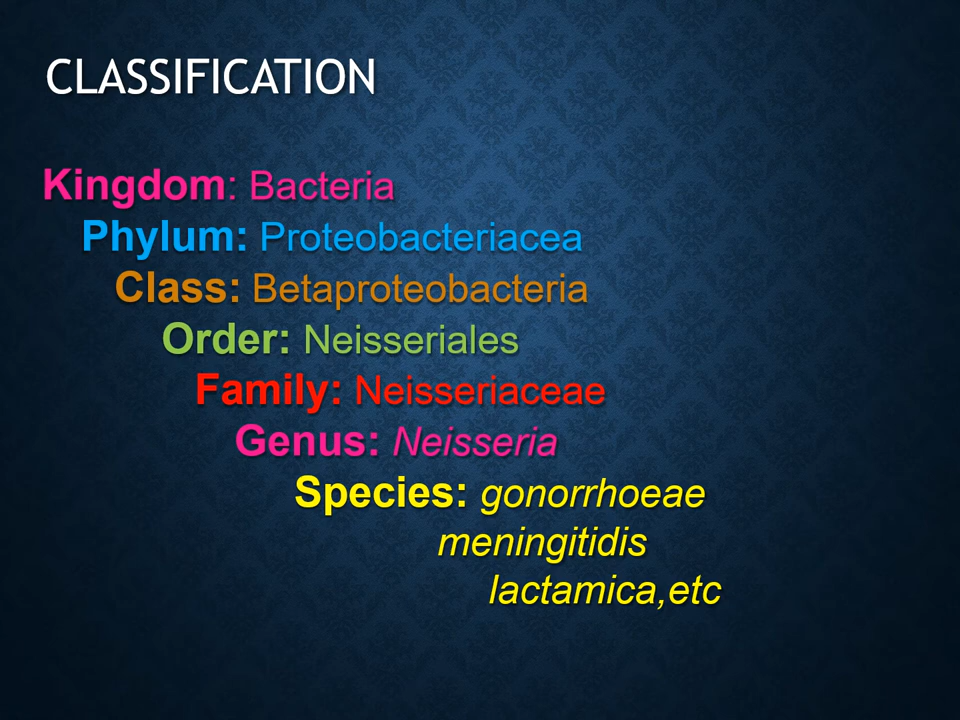 CLASSIFICATION
Kingdom: Bacteria
Phylum: Proteobacteriacea
Class: Betaproteobacteria
Order: Neisseriales
Family: Neisseriaceae
Genus: Neisseria
Species: gonorrhoeae
meningitidis
lactamica,etc